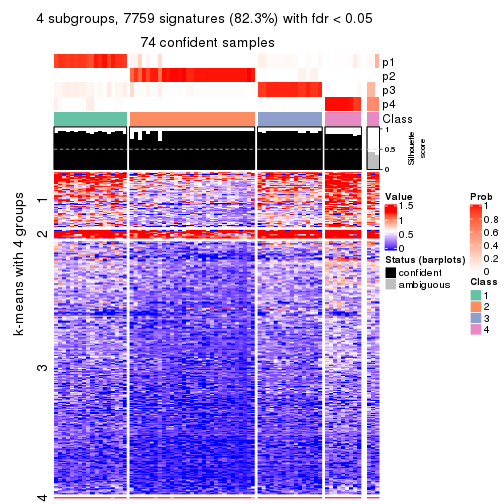 4 subgroups, 7759 signatures (82.3%) with fdr < 0.05
74 confident samples
p1
p2
p3
p4
Class
1
0.5
0
Silhouette
score
k-means with 4 groups
1
2
3
4
Value
1.5
1
0.5
0
Status (barplots)
confident
ambiguous
Prob
1
0.8
0.6
0.4
0.2
0
Class
1
2
3
4